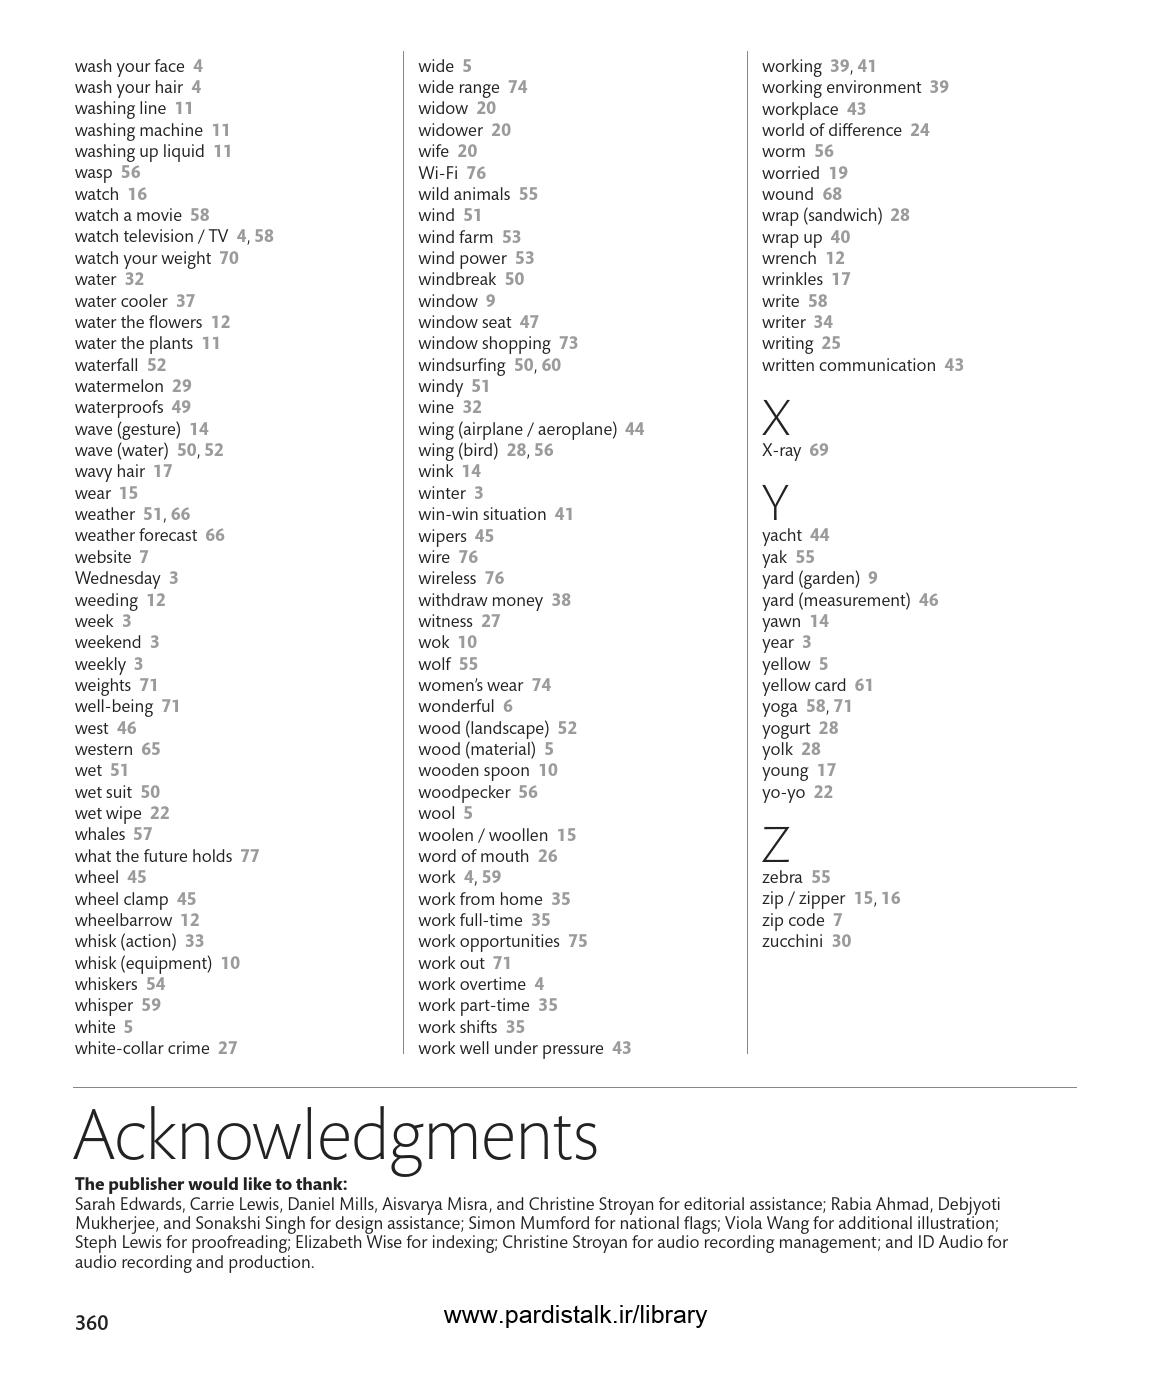 wash your face 4
wash your hair 4
washing line 11
washing machine 11
washing up liquid 11
wasp 56
watch 16
watch a movie 58
watch television / TV 4, 58
watch your weight 70
water 32
water cooler 37
water the flowers 12
water the plants 11
waterfall 52
watermelon 29
waterproofs 49
wave (gesture) 14
wave (water) 50, 52
wavy hair 17
wear 15
weather 51, 66
weather forecast 66
website 7
Wednesday 3
weeding 12
week 3
weekend 3
weekly 3
weights 71
well-being 71
west 46
western 65
wet 51
wet suit 50
wet wipe 22
whales 57
what the future holds 77
wheel 45
wheel clamp 45
wheelbarrow 12
whisk (action) 33
whisk (equipment) 10
whiskers 54
whisper 59
white 5
white-collar crime 27
wide 5
wide range 74
widow 20
widower 20
wife 20
Wi-Fi 76
wild animals 55
wind 51
wind farm 53
wind power 53
windbreak 50
window 9
window seat 47
window shopping 73
windsurfing 50, 60
windy 51
wine 32
wing (airplane / aeroplane) 44
wing (bird) 28, 56
wink 14
winter 3
win-win situation 41
wipers 45
wire 76
wireless 76
withdraw money 38
witness 27
wok 10
wolf 55
women's wear 74
wonderful 6
wood (landscape) 52
wood (material) 5
wooden spoon 10
woodpecker 56
wool 5
woolen / woollen 15
word of mouth 26
work 4, 59
work from home 35
work full-time 35
work opportunities 75
work out 71
work overtime 4
work part-time 35
work shifts 35
work well under pressure 43
working 39, 41
working environment 39
workplace 43
world of difference 24
worm 56
worried 19
wound 68
wrap (sandwich) 28
wrap up 40
wrench 12
wrinkles 17
write 58
writer 34
writing 25
written communication 43
X
X-ray 69
Y
yacht 44
yak 55
yard (garden) 9
yard (measurement) 46
yawn 14
year 3
yellow 5
yellow card 61
yoga 58, 71
yogurt 28
yolk 28
young 17
yo-yo 22
Z
zebra 55
zip / zipper 15, 16
zip code 7
zucchini 30
Acknowledgments
The publisher would like to thank:
Sarah Edwards, Carrie Lewis, Daniel Mills, Aisvarya Misra, and Christine Stroyan for editorial assistance; Rabia Ahmad, Debjyoti
Mukherjee, and Sonakshi Singh for design assistance; Simon Mumford for national flags; Viola Wang for additional illustration;
Steph Lewis for proofreading; Elizabeth Wise for indexing; Christine Stroyan for audio recording management; and ID Audio for
audio recording and production.
360
www.pardistalk.ir/library